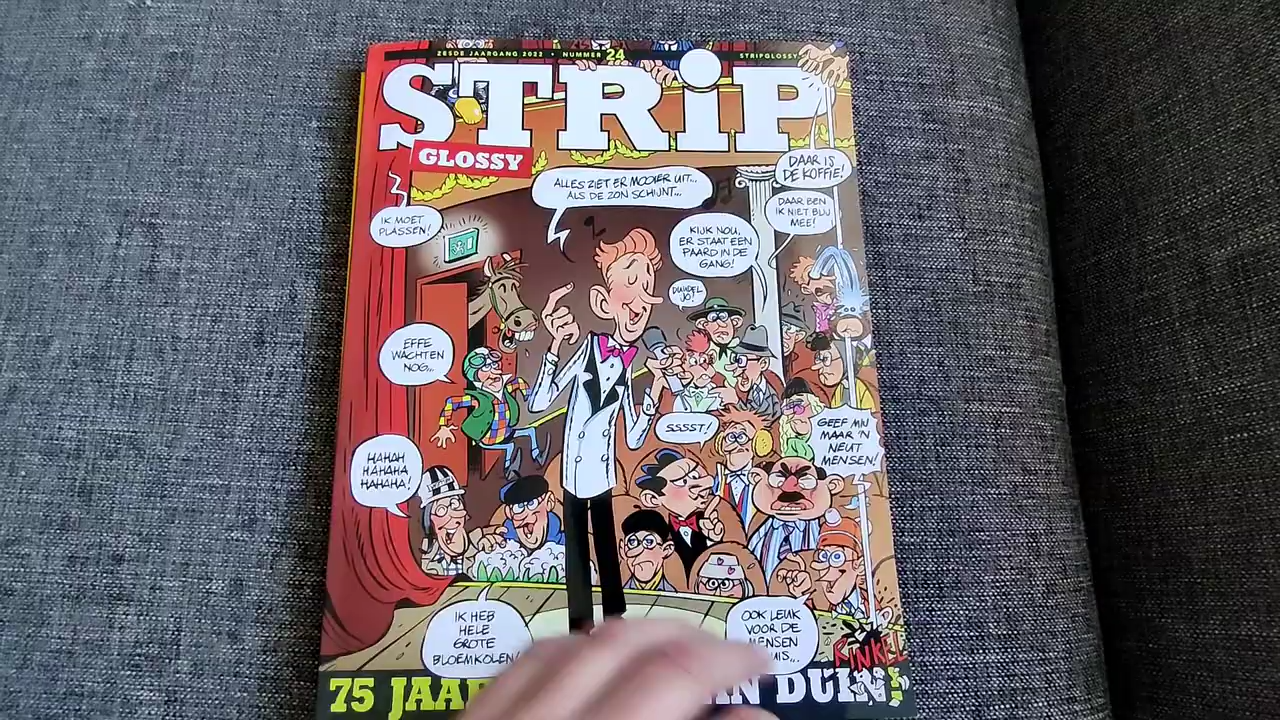 ZESDE JAARGANG 2022 • NUMMER 24
STRIPGLOSSY
STRiP
GLOSSY
DAAR IS
DE KOFFIE!
ALLES ZIET ER MOOIER UIT...
ALS DE ZON SCHIJNT...
DAAR BEN
IK NIET BLIJ
MEE!
IK MOET
PLASSEN!
KIJK NOU,
ER STAAT EEN
PAARD IN DE
GANG!
EFFE
WACHTEN
NOG...
SSSST!
GEEF MIJ
MAAR 'N
NEUT
MENSEN!
HAHAH
HAHAHA
HAHAHA!
IK HEB
HELE
GROTE
BLOEMKOLEN
OOK LEUK
VOOR DE
RINKEL
75 JAA
DUIN!